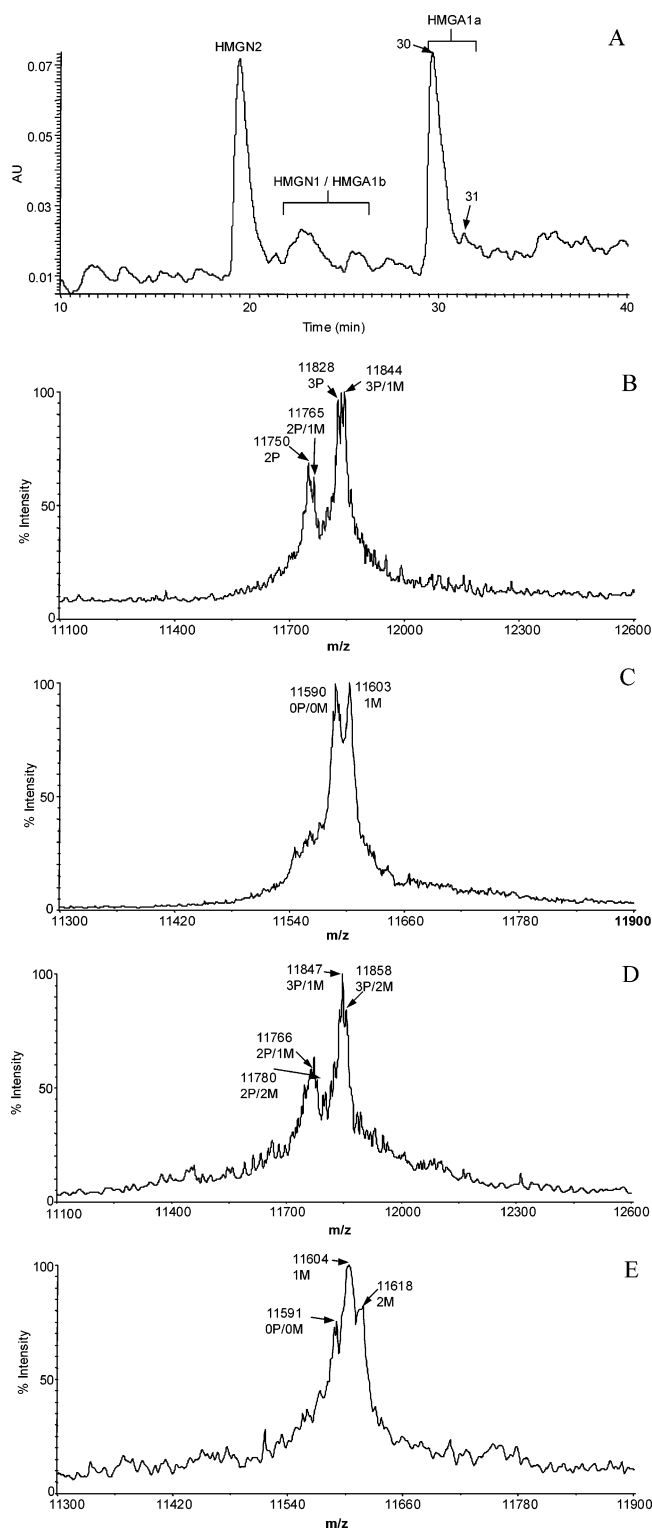 HMGA1a
A
30
HMGN2
0.07
0.05
AU
HMGN1 / HMGA1b
31
0.03
0.01
10
20
30
40
Time (min)
B
11828
3P
11844
3P/1M
100
11765
2P/1M
11750
2P
% Intensity
50
0
11100
11400
11700
12000
12300
12600
m/z
C
100
11590
0P/0M
11603
1M
% Intensity
50
0
11300
11420
11540
11660
11780
11900
m/z
D
100
11847
3P/1M
11858
3P/2M
11766
2P/1M
11780
2P/2M
% Intensity
50
0
11100
11400
11700
12000
12300
12600
m/z
E
100
11604
1M
11618
2M
11591
0P/0M
% Intensity
50
0
11300
11420
11540
11660
11780
11900
m/z